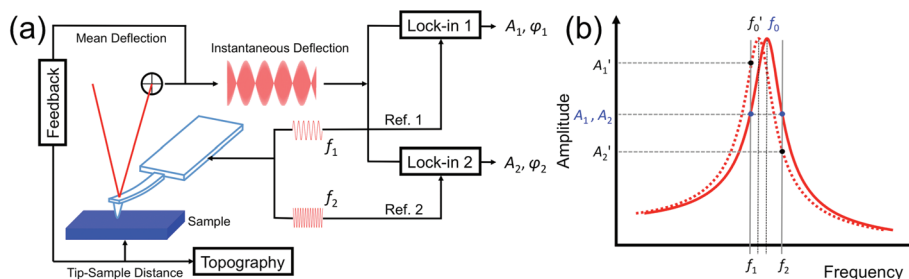 (a)
Mean Deflection
Instantaneous Deflection
Lock-in 1
A₁, φ₁
Feedback
Ref. 1
f₁
Lock-in 2
A₂, φ₂
f₂
Ref. 2
Sample
Tip-Sample Distance
Topography
(b)
f₀' f₀
A₁'
A₁ , A₂
A₂'
Amplitude
f₁ f₂
Frequency